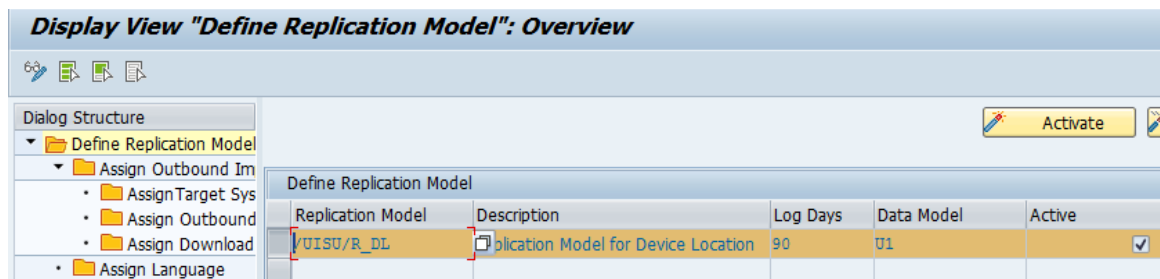 Display View "Define Replication Model": Overview
Dialog Structure
Activate
Define Replication Model
Assign Outbound Im
AssignTarget Sys
Assign Outbound
Assign Download
Assign Language
Define Replication Model
Replication Model Description Log Days Data Model Active
/UISU/R_DL plication Model for Device Location 90 U1